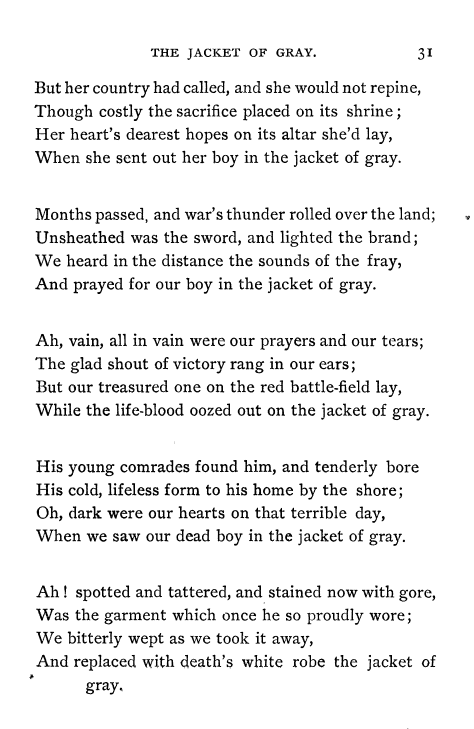 THE JACKET OF GRAY. 31
But her country had called, and she would not repine,
Though costly the sacrifice placed on its shrine;
Her heart's dearest hopes on its altar she'd lay,
When she sent out her boy in the jacket of gray.
Months passed, and war's thunder rolled over the land;
Unsheathed was the sword, and lighted the brand;
We heard in the distance the sounds of the fray,
And prayed for our boy in the jacket of gray.
Ah, vain, all in vain were our prayers and our tears;
The glad shout of victory rang in our ears;
But our treasured one on the red battle-field lay,
While the life-blood oozed out on the jacket of gray.
His young comrades found him, and tenderly bore
His cold, lifeless form to his home by the shore;
Oh, dark were our hearts on that terrible day,
When we saw our dead boy in the jacket of gray.
Ah! spotted and tattered, and stained now with gore,
Was the garment which once he so proudly wore;
We bitterly wept as we took it away,
And replaced with death's white robe the jacket of
gray.